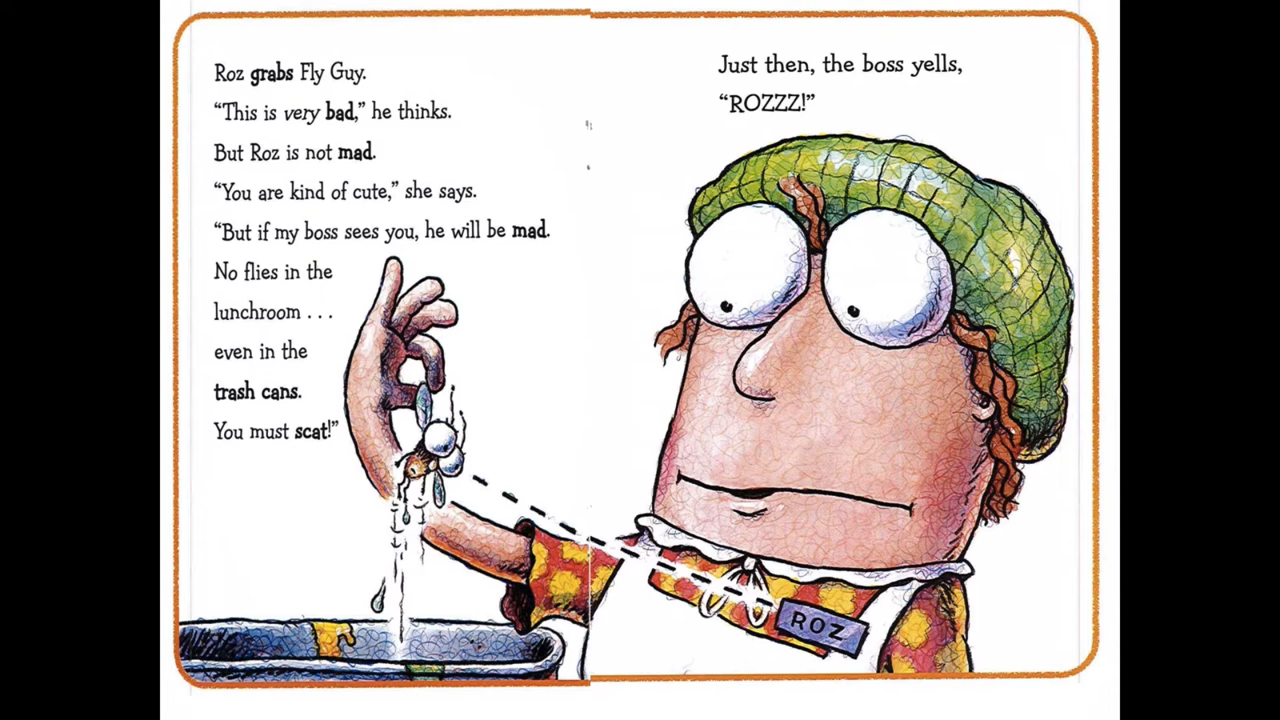 Roz grabs Fly Guy.
“This is very bad,” he thinks.
But Roz is not mad.
“You are kind of cute,” she says.
“But if my boss sees you, he will be mad.
No flies in the
lunchroom . . .
even in the
trash cans.
You must scat!”
Just then, the boss yells,
“ROZZZ!”
ROZ